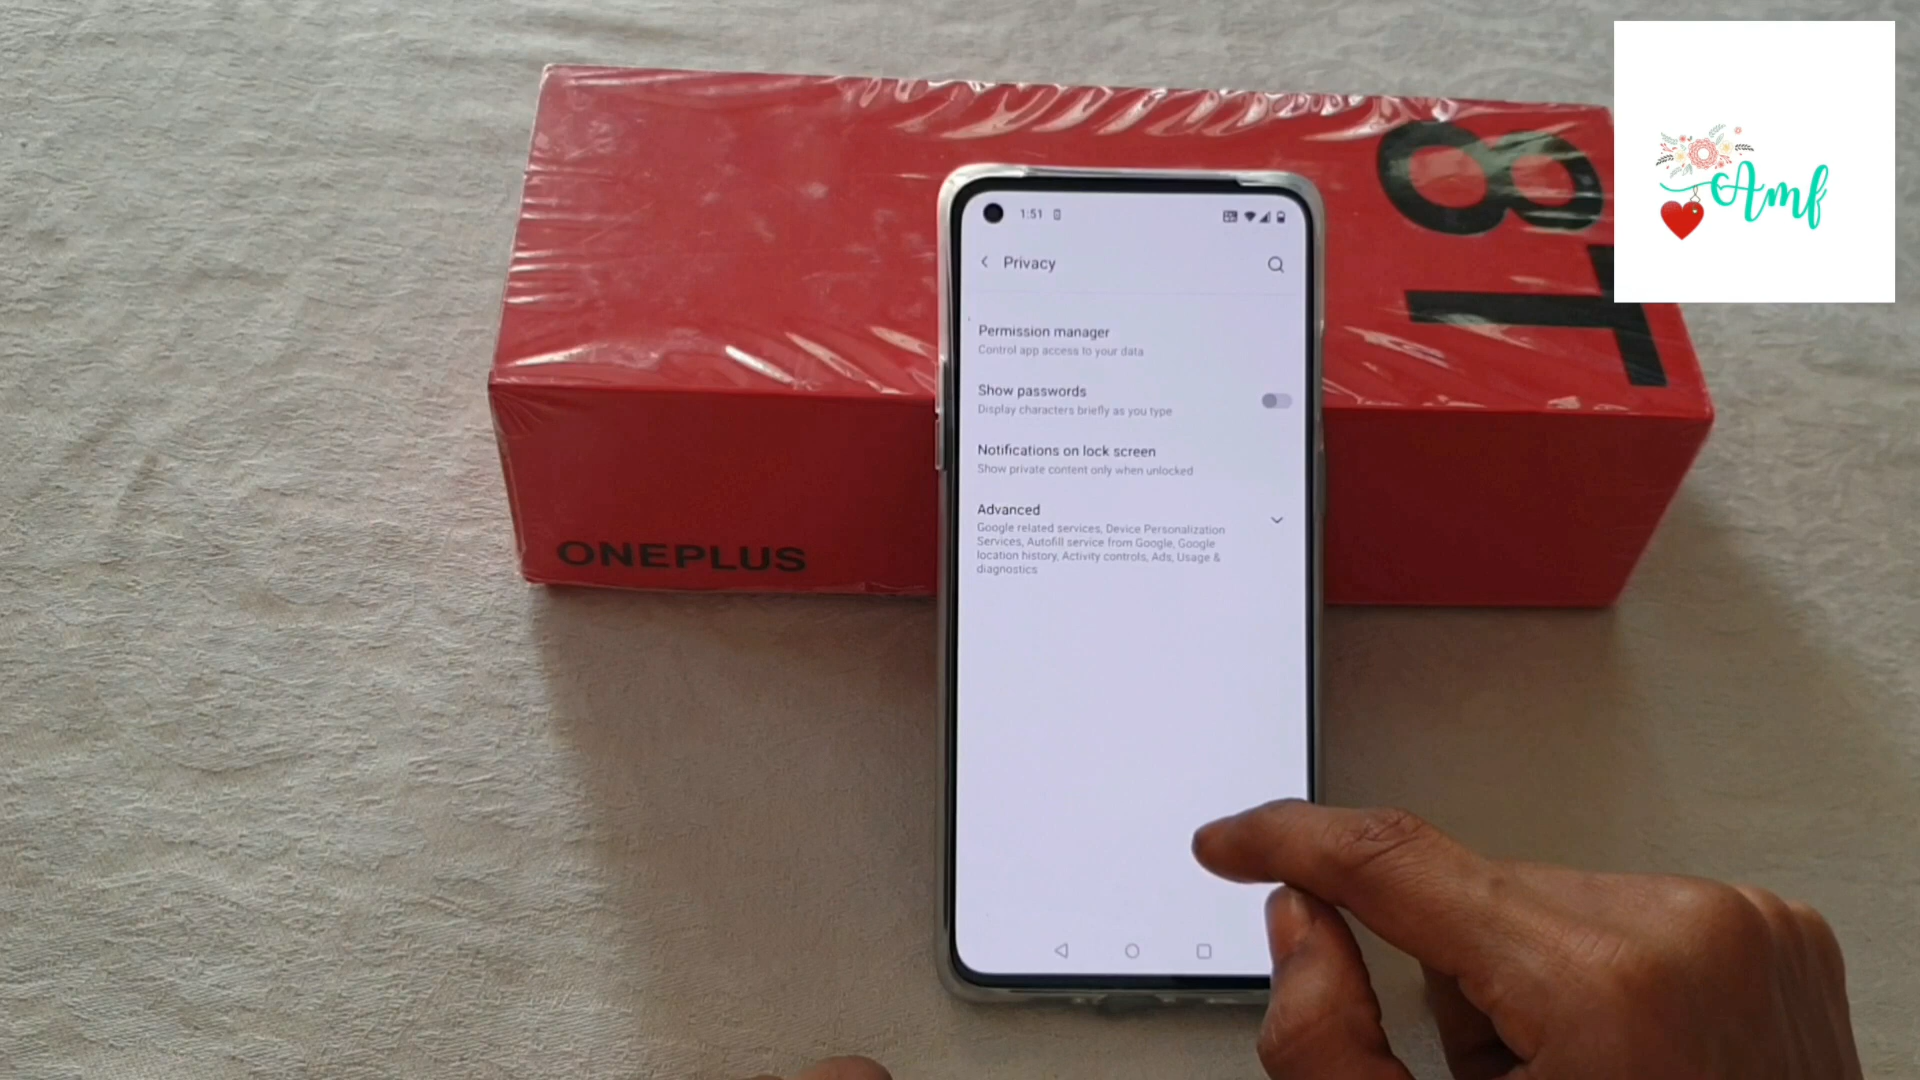 8T
ONEPLUS
Amf
1:51
Privacy
Permission manager
Control app access to your data
Show passwords
Display characters briefly as you type
Notifications on lock screen
Show private content only when unlocked
Advanced
Google related services, Device Personalization
Services, Autofill service from Google, Google
location history, Activity controls, Ads, Usage &
diagnostics